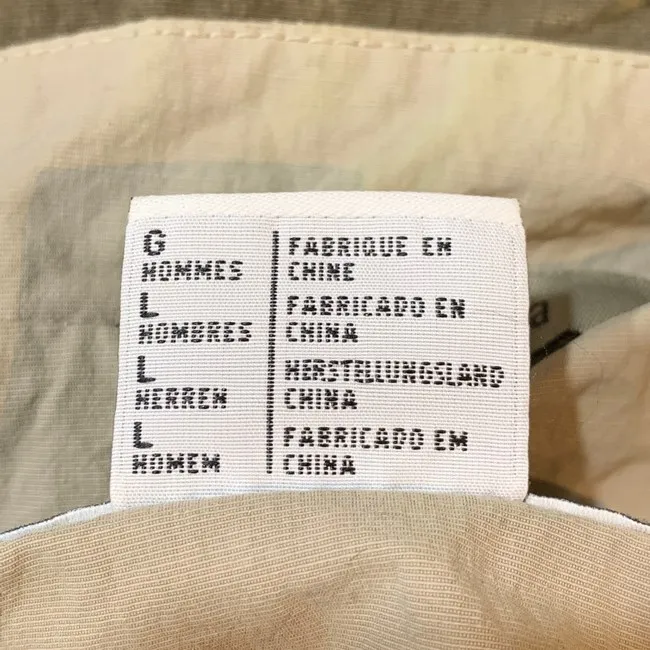 G
HOMMES
L
HOMBRES
L
HERREN
L
HOMEM
FABRIQUE EN
CHINE
FABRICADO EN
CHINA
HERSTELLUNGSLAND
CHINA
FABRICADO EM
CHINA
a